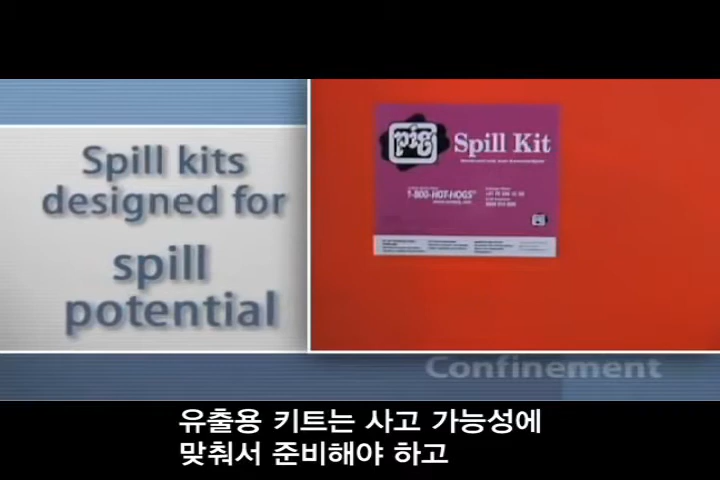 Spill kits
designed for
spill
potential
pig
Spill Kit
1-800-HOT-HOGS
Confinement
유출용 키트는 사고 가능성에
맞춰서 준비해야 하고